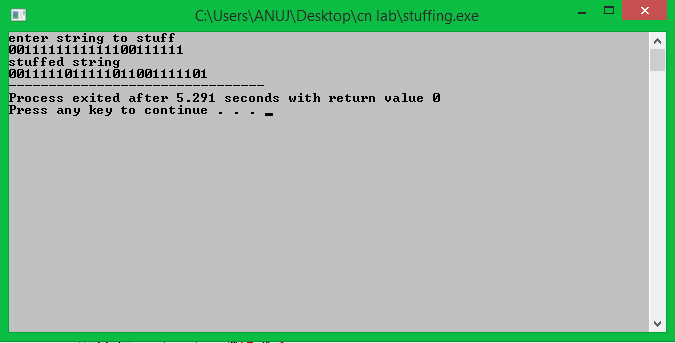 C:\Users\ANUJ\Desktop\cn lab\stuffing.exe
enter string to stuff
0011111111111100111111
stuffed string
0011111011111011001111101
--------------------------------
Process exited after 5.291 seconds with return value 0
Press any key to continue . . .